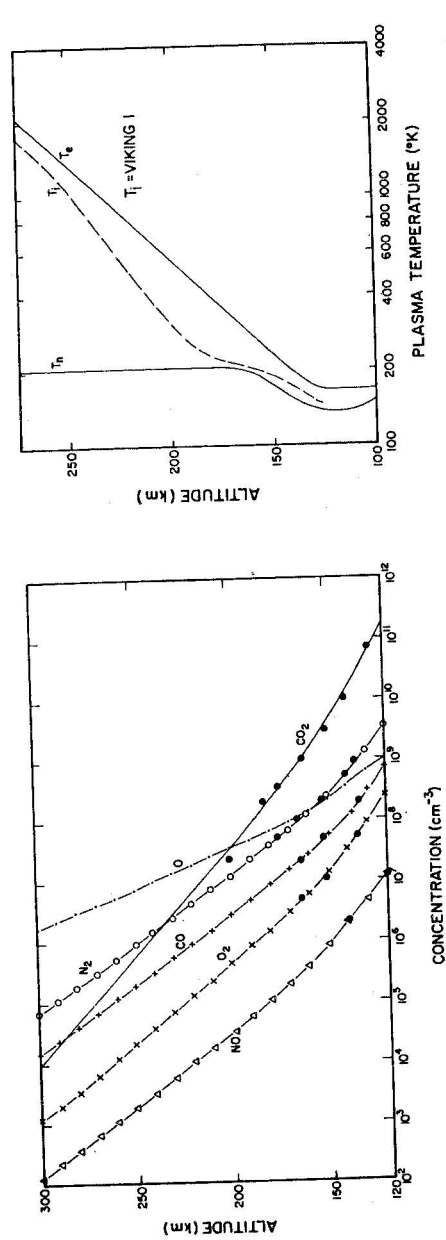 300
250
200
150
120
ALTITUDE (km)
N₂
CO
O₂
NO
O
CO₂
10²
10³
10⁴
10⁵
10⁶
10⁷
10⁸
10⁹
10¹⁰
10¹¹
10¹²
CONCENTRATION (cm⁻³)
250
200
150
100
ALTITUDE (km)
Tₙ
Tᵢ
Tₑ
Tᵢ = VIKING I
100
200
400
600
800
1000
2000
4000
PLASMA TEMPERATURE (°K)